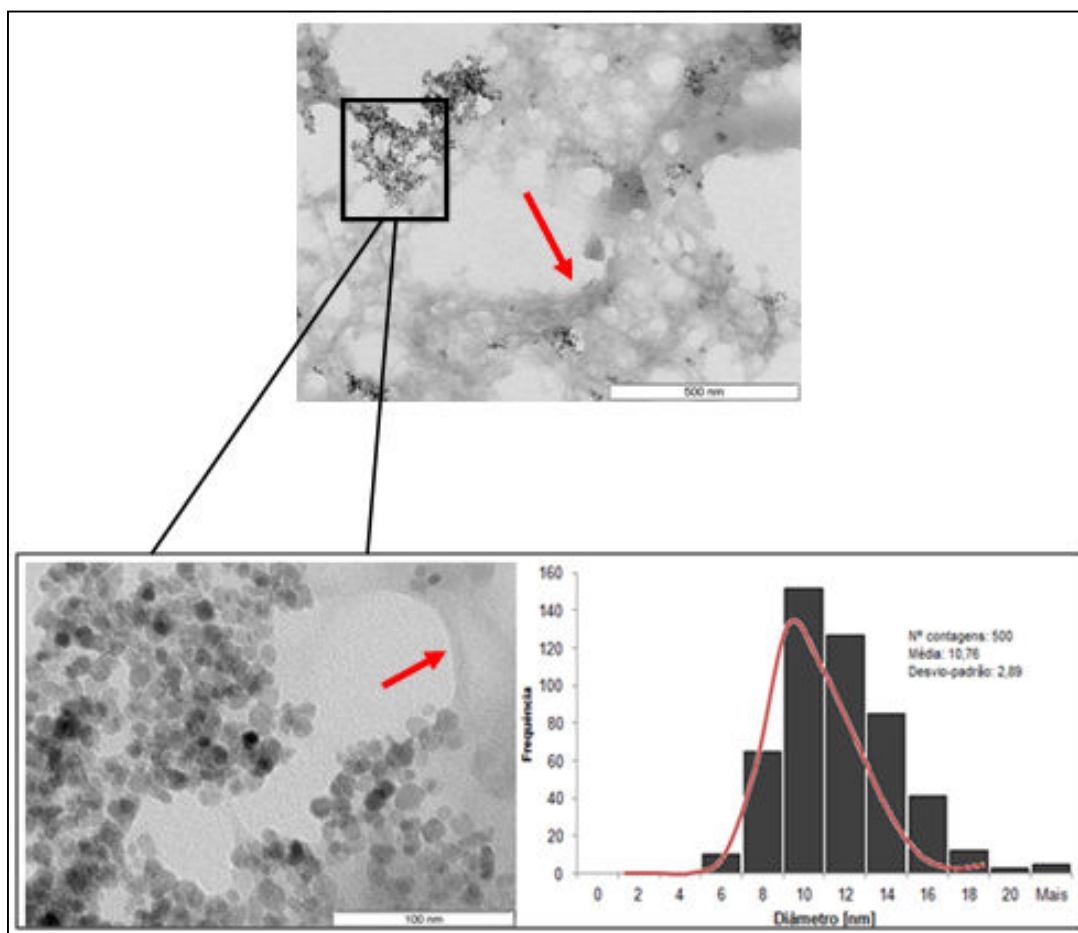 500 nm
100 nm
160
140
120
100
80
60
40
20
0
Frequência
Nº contagens: 500
Média: 10,76
Desvio-padrão: 2,89
0 2 4 6 8 10 12 14 16 18 20 Mais
Diâmetro [nm]